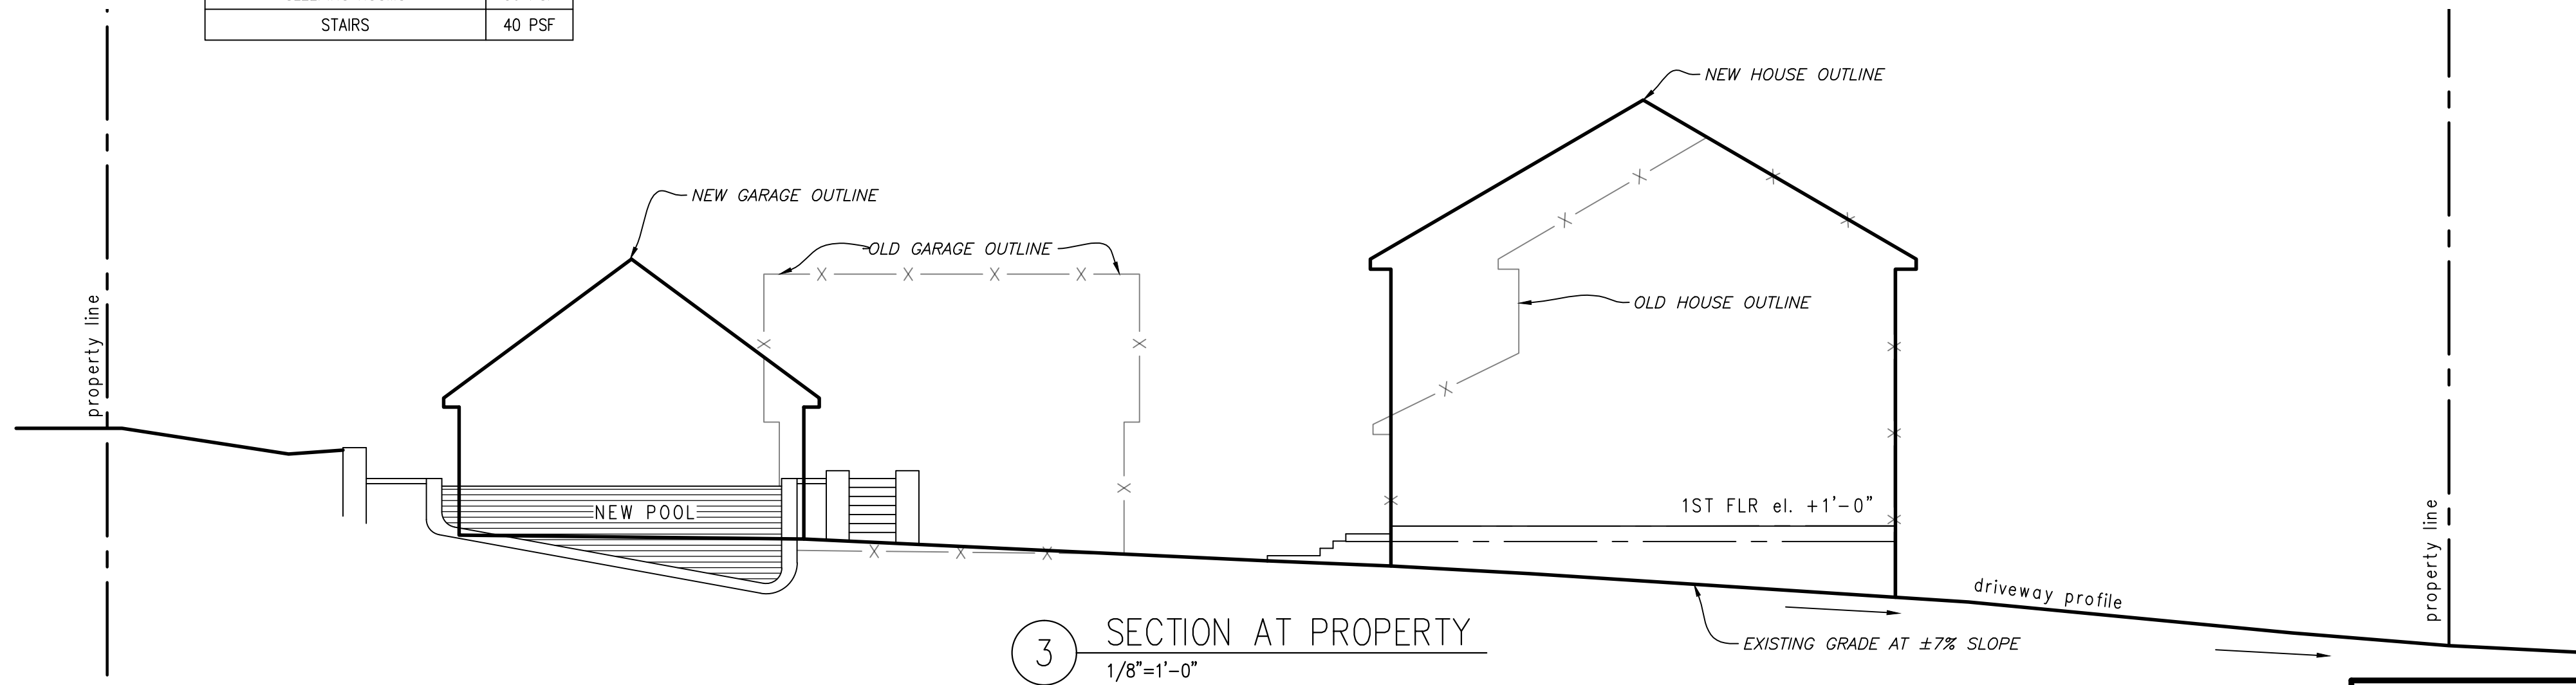 STAIRS 40 PSF
NEW HOUSE OUTLINE
NEW GARAGE OUTLINE
OLD GARAGE OUTLINE
OLD HOUSE OUTLINE
property line
property line
NEW POOL
1ST FLR el. +1'-0"
driveway profile
EXISTING GRADE AT ±7% SLOPE
3 SECTION AT PROPERTY
1/8"=1'-0"